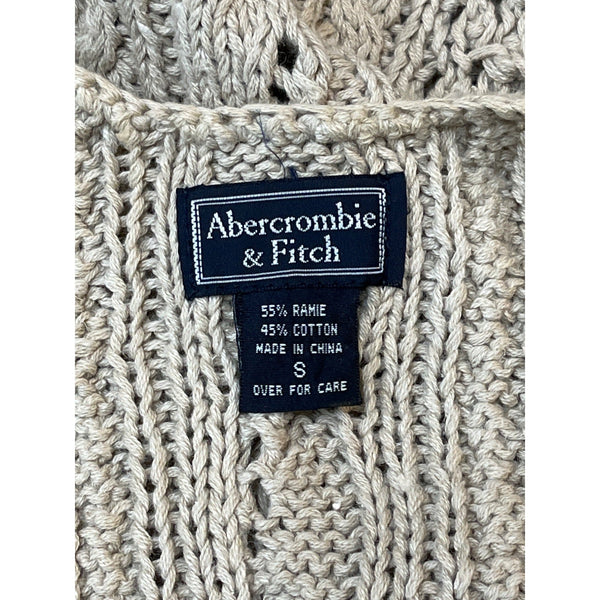 Abercrombie
& Fitch
55% RAMIE
45% COTTON
MADE IN CHINA
S
OVER FOR CARE